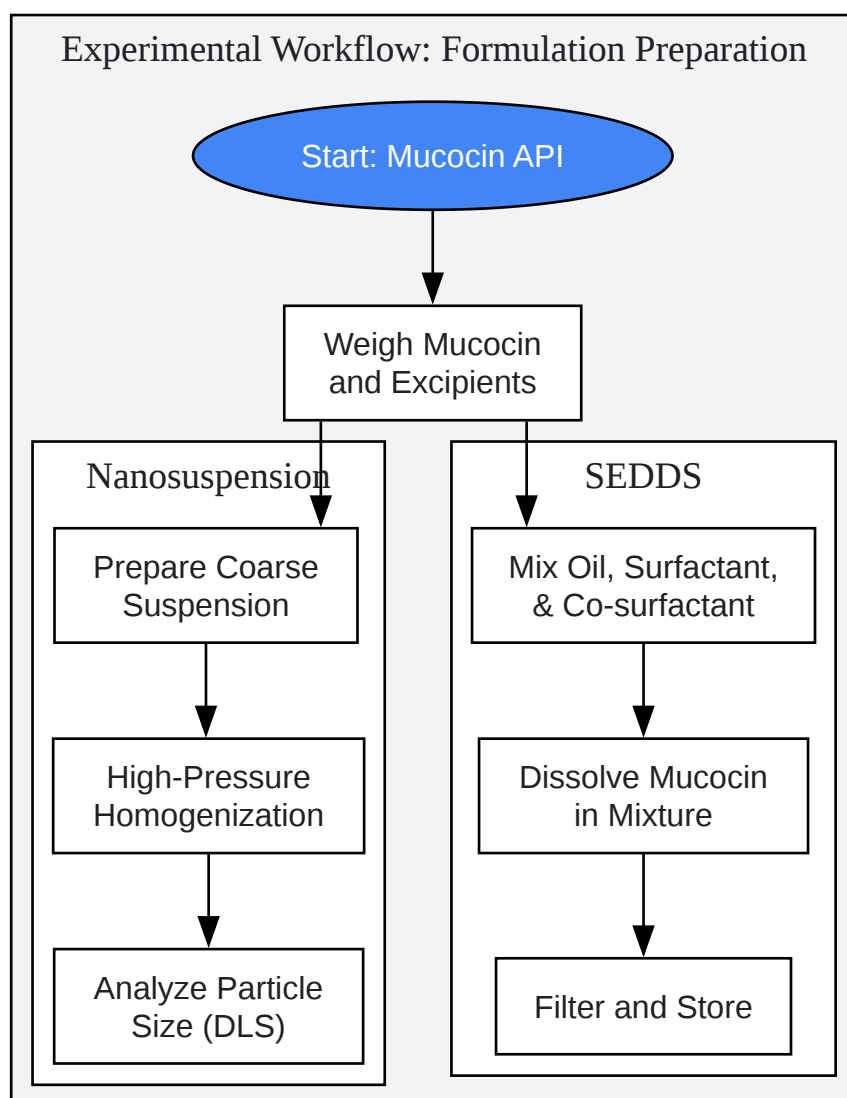 Experimental Workflow: Formulation Preparation
Start: Mucocin API
Weigh Mucocin
and Excipients
Nanosuspension
Prepare Coarse
Suspension
High-Pressure
Homogenization
Analyze Particle
Size (DLS)
SEDDS
Mix Oil, Surfactant,
& Co-surfactant
Dissolve Mucocin
in Mixture
Filter and Store